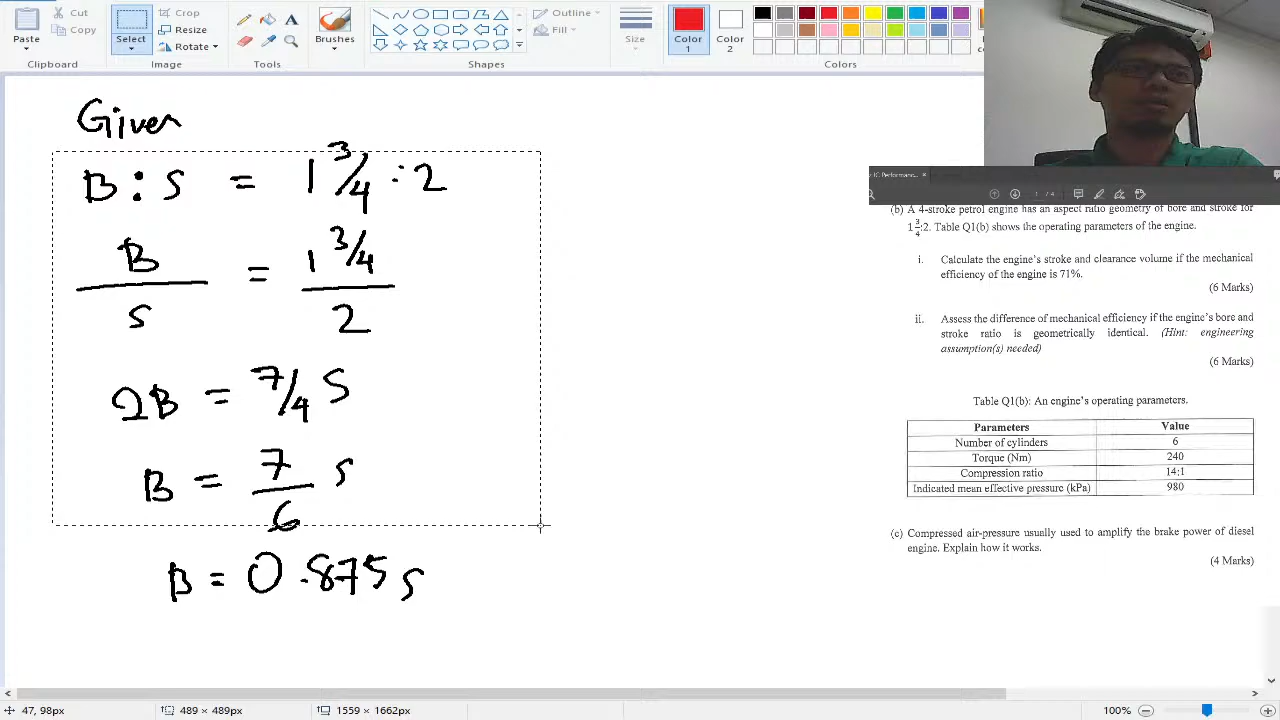 Cut
Copy
Paste
Clipboard
Select
Crop
Resize
Rotate
Image
A
Tools
Brushes
Outline
Fill
Shapes
Size
Color
1
Color
2
Colors
Given
B : S = 1 3/4 : 2
B/S = 1 3/4 / 2
2B = 7/4 S
B = 7/6 S
B = 0.875 S
IC Performanc... ×
1 / 4
(b) A 4-stroke petrol engine has an aspect ratio geometry of bore and stroke for
1 3/4:2. Table Q1(b) shows the operating parameters of the engine.
i. Calculate the engine's stroke and clearance volume if the mechanical
efficiency of the engine is 71%.
(6 Marks)
ii. Assess the difference of mechanical efficiency if the engine's bore and
stroke ratio is geometrically identical. (Hint: engineering
assumption(s) needed)
(6 Marks)
Table Q1(b): An engine's operating parameters.
Parameters Value
Number of cylinders 6
Torque (Nm) 240
Compression ratio 14:1
Indicated mean effective pressure (kPa) 980
(c) Compressed air-pressure usually used to amplify the brake power of diesel
engine. Explain how it works.
(4 Marks)
47, 98px
489 × 489px
1559 × 1662px
100%